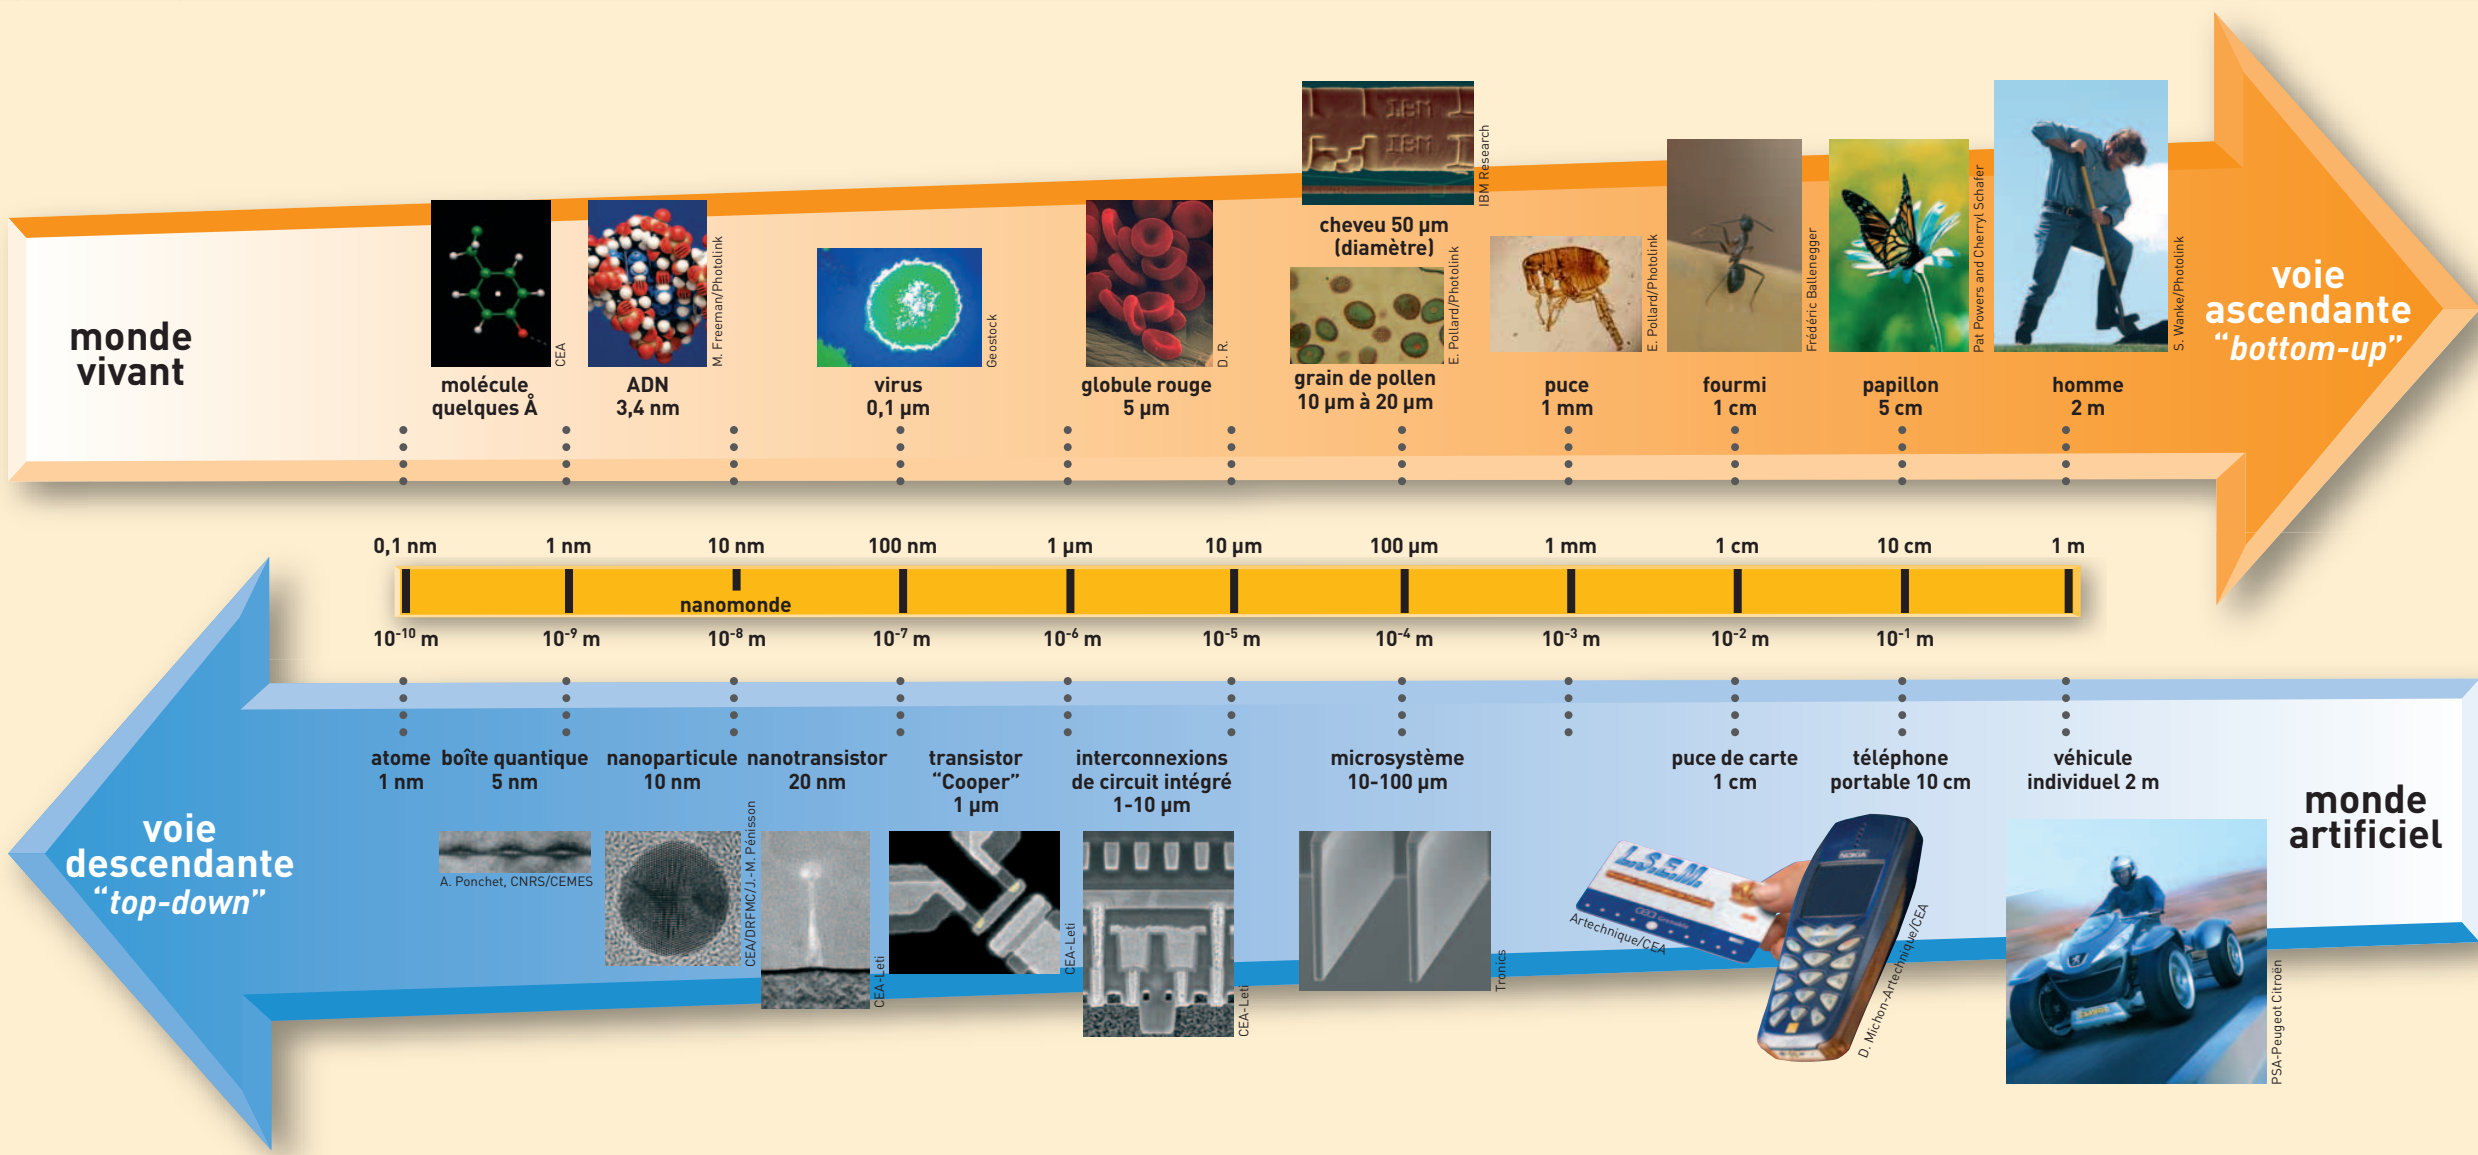 IBM
IBM
IBM Research
cheveu 50 µm
(diamètre)
monde
vivant
CEA
molécule
quelques Å
M. Freeman/Photolink
ADN
3,4 nm
Geostock
virus
0,1 µm
D. R.
globule rouge
5 µm
E. Pollard/Photolink
grain de pollen
10 µm à 20 µm
E. Pollard/Photolink
puce
1 mm
Frédéric Ballenegger
fourmi
1 cm
Pat Powers and Cherryl Schafer
papillon
5 cm
S. Wanke/Photolink
homme
2 m
voie
ascendante
“bottom-up”
0,1 nm 1 nm 10 nm 100 nm 1 µm 10 µm 100 µm 1 mm 1 cm 10 cm 1 m
nanomonde
10⁻¹⁰ m 10⁻⁹ m 10⁻⁸ m 10⁻⁷ m 10⁻⁶ m 10⁻⁵ m 10⁻⁴ m 10⁻³ m 10⁻² m 10⁻¹ m
voie
descendante
“top-down”
atome
1 nm
boîte quantique
5 nm
A. Ponchet, CNRS/CEMES
nanoparticule
10 nm
CEA/DRFMC/J.-M. Pénisson
nanotransistor
20 nm
CEA-Leti
transistor
“Cooper”
1 µm
CEA-Leti
interconnexions
de circuit intégré
1-10 µm
CEA-Leti
microsystème
10-100 µm
Tronics
puce de carte
1 cm
L.S.E.M.
Artechnique/CEA
téléphone
portable 10 cm
NOKIA
D. Michon-Artechnique/CEA
véhicule
individuel 2 m
PSA-Peugeot Citroën
monde
artificiel